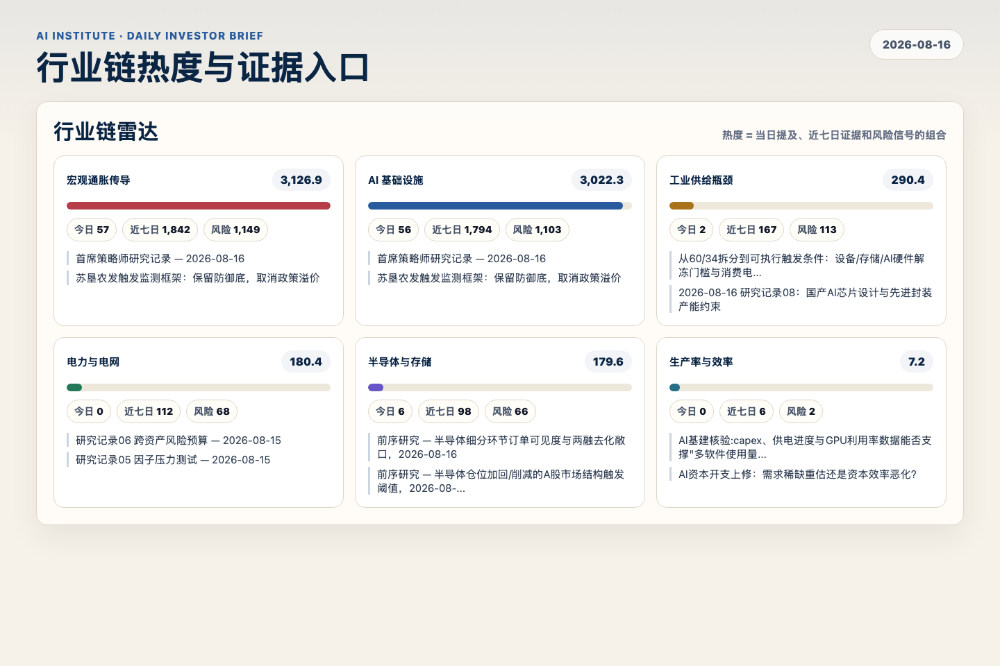 AI INSTITUTE · DAILY INVESTOR BRIEF
2026-08-16
行业链热度与证据入口
行业链雷达
热度 = 当日提及、近七日证据和风险信号的组合
宏观通胀传导
3,126.9
今日 57
近七日 1,842
风险 1,149
首席策略师研究记录 — 2026-08-16
苏垦农发触发监测框架：保留防御底，取消政策溢价
AI 基础设施
3,022.3
今日 56
近七日 1,794
风险 1,103
首席策略师研究记录 — 2026-08-16
苏垦农发触发监测框架：保留防御底，取消政策溢价
工业供给瓶颈
290.4
今日 2
近七日 167
风险 113
从60/34拆分到可执行触发条件：设备/存储/AI硬件解
冻门槛与消费电...
2026-08-16 研究记录08：国产AI芯片设计与先进封装
产能约束
电力与电网
180.4
今日 0
近七日 112
风险 68
研究记录06 跨资产风险预算 — 2026-08-15
研究记录05 因子压力测试 — 2026-08-15
半导体与存储
179.6
今日 6
近七日 98
风险 66
前序研究 — 半导体细分环节订单可见度与两融去化敞
口，2026-08-16
前序研究 — 半导体仓位加回/削减的A股市场结构触发
阈值，2026-08-...
生产率与效率
7.2
今日 0
近七日 6
风险 2
AI基建核验:capex、供电进度与GPU利用率数据能否支
撑"多软件使用量...
AI资本开支上修：需求稀缺重估还是资本效率恶化?